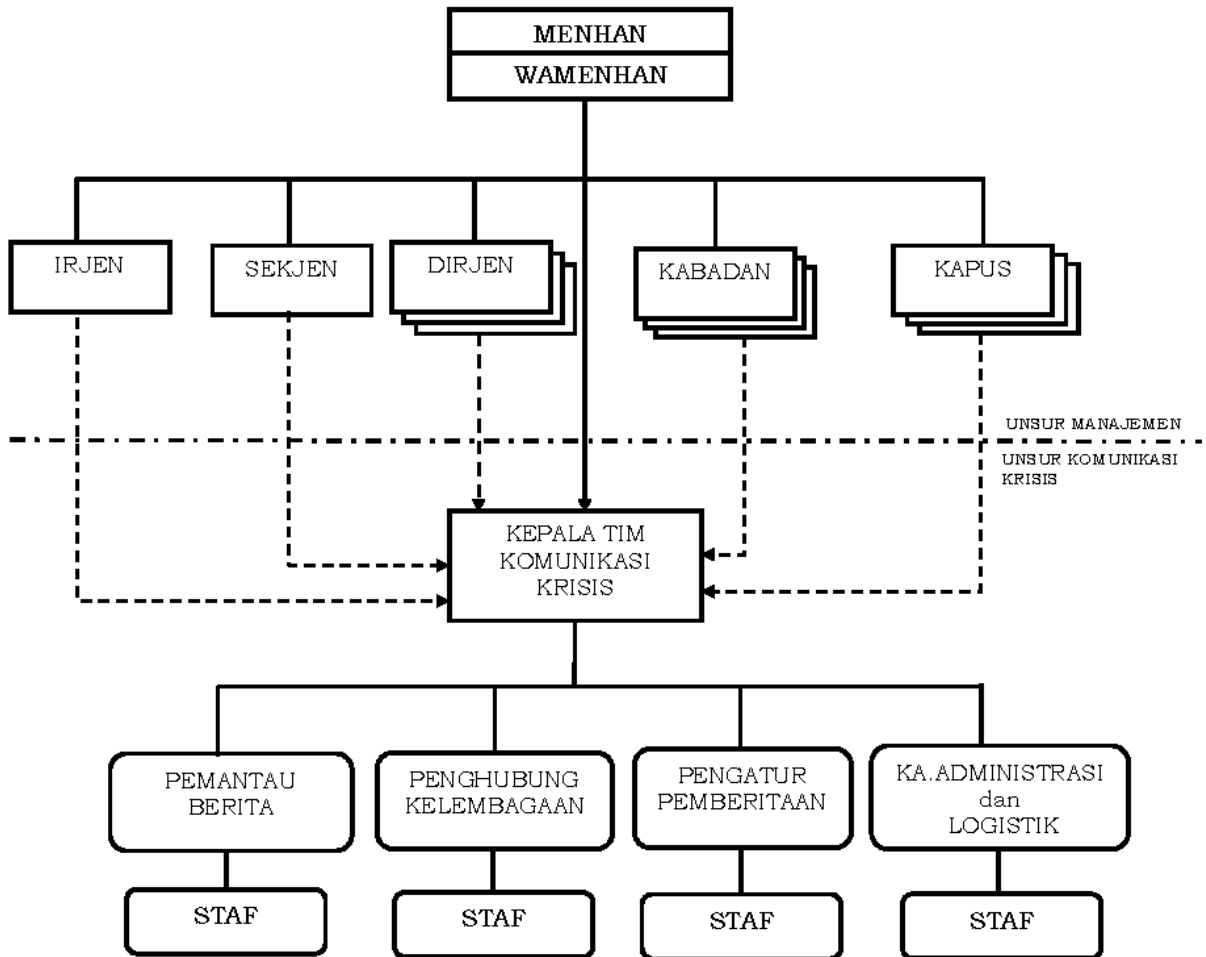 MENHAN
WAMENHAN
IRJEN
SEKJEN
DIRJEN
KABADAN
KAPUS
UNSUR MANAJEMEN
UNSUR KOMUNIKASI
KRISIS
KEPALA TIM
KOMUNIKASI
KRISIS
PEMANTAU
BERITA
PENGHUBUNG
KELEMBAGAAN
PENGATUR
PEMBERITAAN
KA.ADMINISTRASI
dan
LOGISTIK
STAF
STAF
STAF
STAF